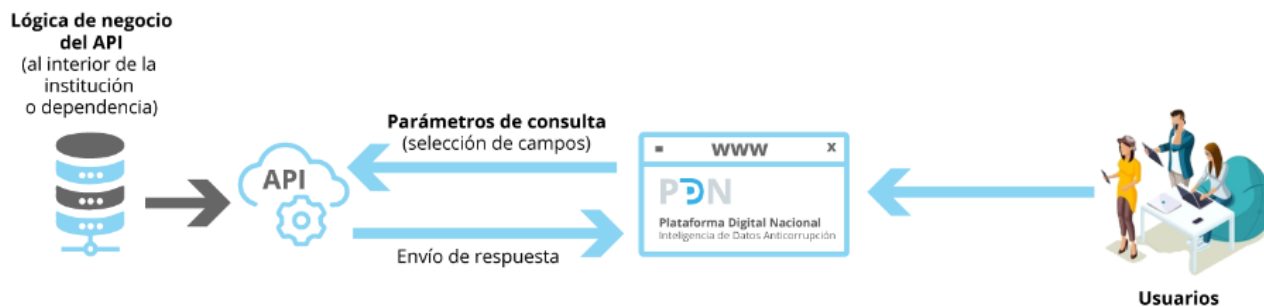 Lógica de negocio
del API
(al interior de la
institución
o dependencia)
API
Parámetros de consulta
(selección de campos)
Envío de respuesta
www
x
PDN
Plataforma Digital Nacional
Inteligencia de Datos Anticorrupción
Usuarios